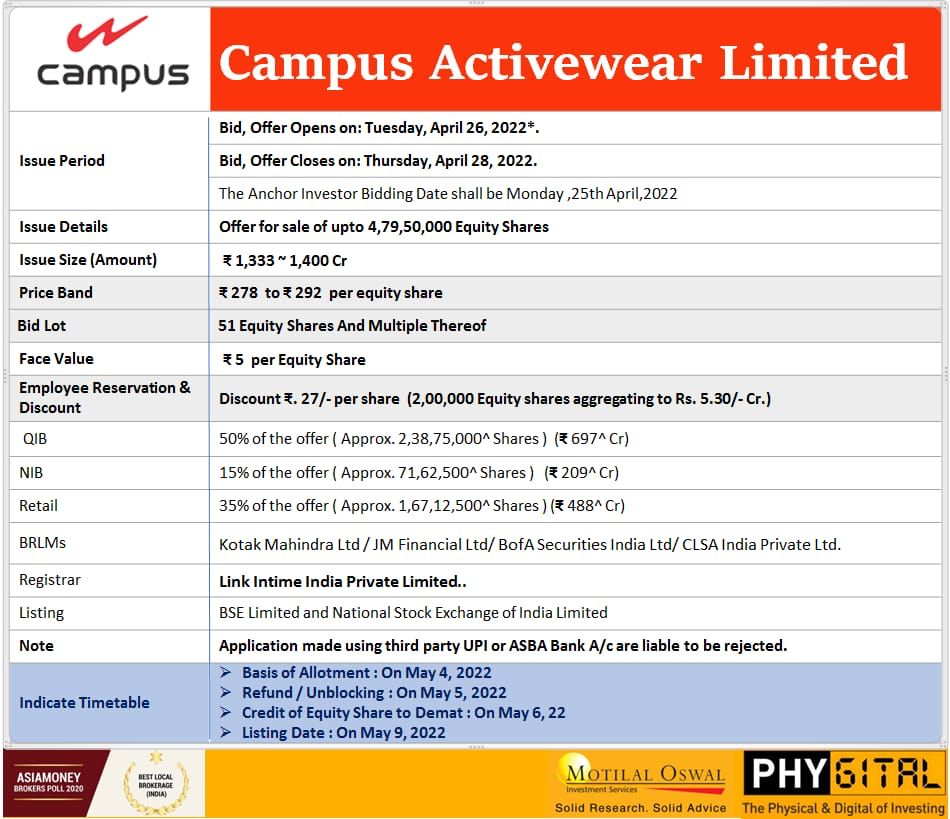 campus
Campus Activewear Limited
Issue Period
Bid, Offer Opens on: Tuesday, April 26, 2022*.
Bid, Offer Closes on: Thursday, April 28, 2022.
The Anchor Investor Bidding Date shall be Monday ,25th April,2022
Issue Details
Offer for sale of upto 4,79,50,000 Equity Shares
Issue Size (Amount)
₹ 1,333 ~ 1,400 Cr
Price Band
₹ 278 to ₹ 292 per equity share
Bid Lot
51 Equity Shares And Multiple Thereof
Face Value
₹ 5 per Equity Share
Employee Reservation &
Discount
Discount ₹. 27/- per share (2,00,000 Equity shares aggregating to Rs. 5.30/- Cr.)
QIB
50% of the offer ( Approx. 2,38,75,000^ Shares ) (₹ 697^ Cr)
NIB
15% of the offer ( Approx. 71,62,500^ Shares ) (₹ 209^ Cr)
Retail
35% of the offer ( Approx. 1,67,12,500^ Shares ) (₹ 488^ Cr)
BRLMs
Kotak Mahindra Ltd / JM Financial Ltd/ BofA Securities India Ltd/ CLSA India Private Ltd.
Registrar
Link Intime India Private Limited..
Listing
BSE Limited and National Stock Exchange of India Limited
Note
Application made using third party UPI or ASBA Bank A/c are liable to be rejected.
Indicate Timetable
➢ Basis of Allotment : On May 4, 2022
➢ Refund / Unblocking : On May 5, 2022
➢ Credit of Equity Share to Demat : On May 6, 22
➢ Listing Date : On May 9, 2022
ASIAMONEY
BROKERS POLL 2020
BEST LOCAL
BROKERAGE
(INDIA)
MOTILAL OSWAL
Investment Services
Solid Research. Solid Advice
PHYGITAL
The Physical & Digital of Investing